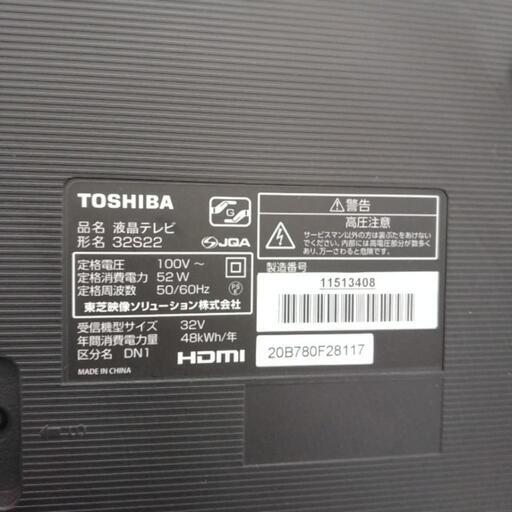 TOSHIBA
品名 液晶テレビ
形名 32S22
G
JQA
定格電圧 100V～
定格消費電力 52W
定格周波数 50/60Hz
PS
E
東芝映像ソリューション株式会社
受信機型サイズ 32V
年間消費電力量 48kWh/年
区分名 DN1
HDMI
MADE IN CHINA
警告
高圧注意
サービスマン以外の方は裏ぶたをあけないで
ください。内部には高電圧部分が数多く
あり、万一さわると危険です。
製造番号
11513408
20B780F28117